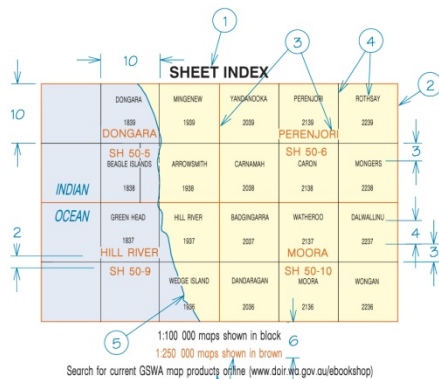 1
10
SHEET INDEX
3
4
2
10
DONGARA MINGENEW YANDANOOKA PERENJORI ROTHSAY
1839 1939 2039 2139 2239
DONGARA PERENJORI
SH 50-5 SH 50-6
3
BEAGLE ISLANDS ARROWSMITH CARNAMAH CARON MONGERS
1838 1938 2038 2138 2238
INDIAN
OCEAN
GREEN HEAD HILL RIVER BADGINGARRA WATHEROO DALWALLINU
1837 1937 2037 2137 2237
2
4
3
HILL RIVER MOORA
SH 50-9 SH 50-10
WEDGE ISLAND DANDARAGAN MOORA WONGAN
1936 2036 2136 2236
5
6
1:100 000 maps shown in black
1:250 000 maps shown in brown
Search for current GSWA map products online (www.doir.wa.gov.au/ebookshop)